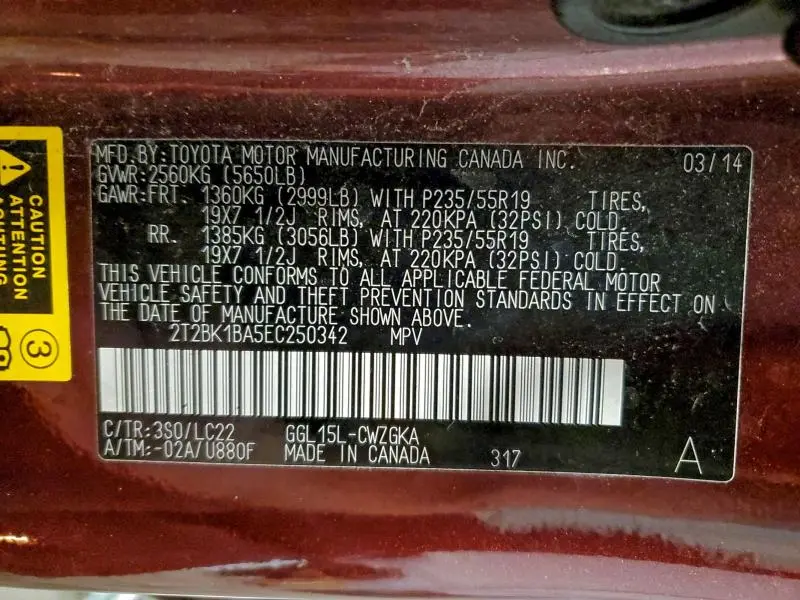 MFD.BY:TOYOTA MOTOR MANUFACTURING CANADA INC. 03/14
GVWR:2560KG (5650LB)
GAWR:FRT. 1360KG (2999LB) WITH P235/55R19 TIRES,
19X7 1/2J RIMS, AT 220KPA (32PSI) COLD.
RR. 1385KG (3056LB) WITH P235/55R19 TIRES,
19X7 1/2J RIMS, AT 220KPA (32PSI) COLD.
THIS VEHICLE CONFORMS TO ALL APPLICABLE FEDERAL MOTOR
VEHICLE SAFETY AND THEFT PREVENTION STANDARDS IN EFFECT ON
THE DATE OF MANUFACTURE SHOWN ABOVE.
2T2BK1BA5EC250342 MPV
C/TR:3S0/LC22 GGL15L-CWZGKA
A/TM:-02A/U880F MADE IN CANADA 317 A
CAUTION
ATTENTION
3